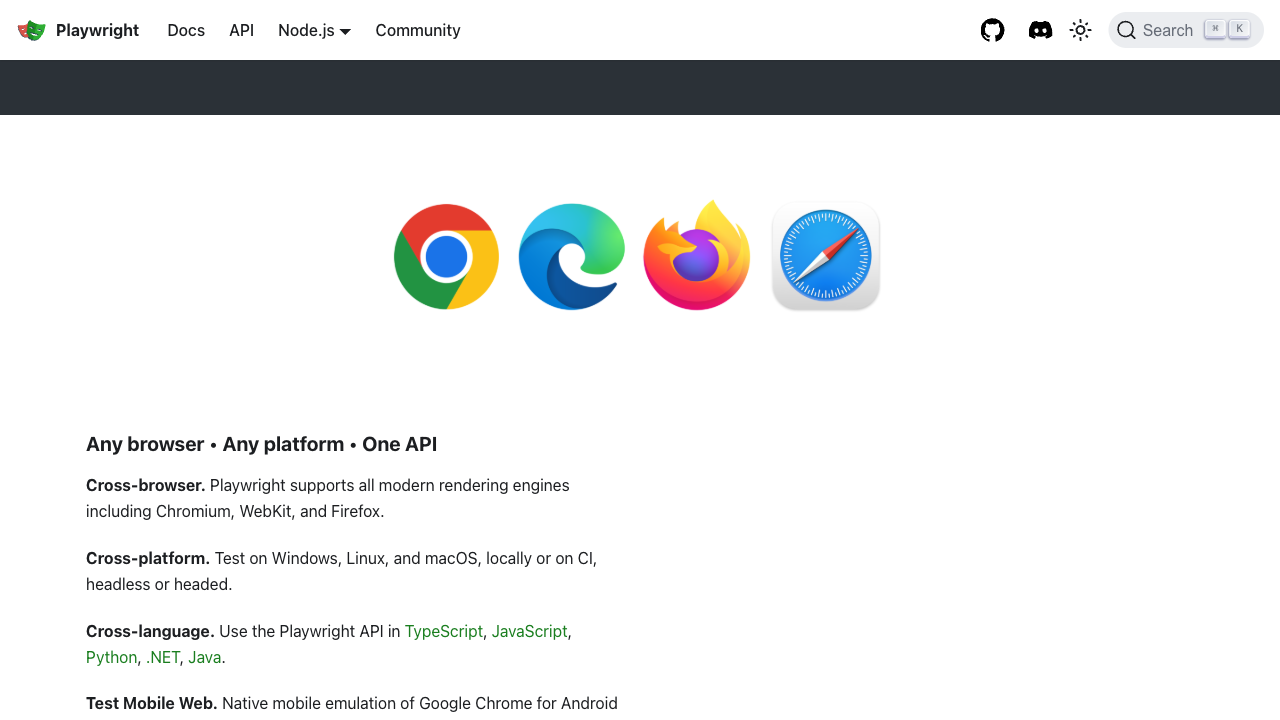 Playwright Docs API Node.js Community Search ⌘ K
Any browser • Any platform • One API
Cross-browser. Playwright supports all modern rendering engines
including Chromium, WebKit, and Firefox.
Cross-platform. Test on Windows, Linux, and macOS, locally or on CI,
headless or headed.
Cross-language. Use the Playwright API in TypeScript, JavaScript,
Python, .NET, Java.
Test Mobile Web. Native mobile emulation of Google Chrome for Android